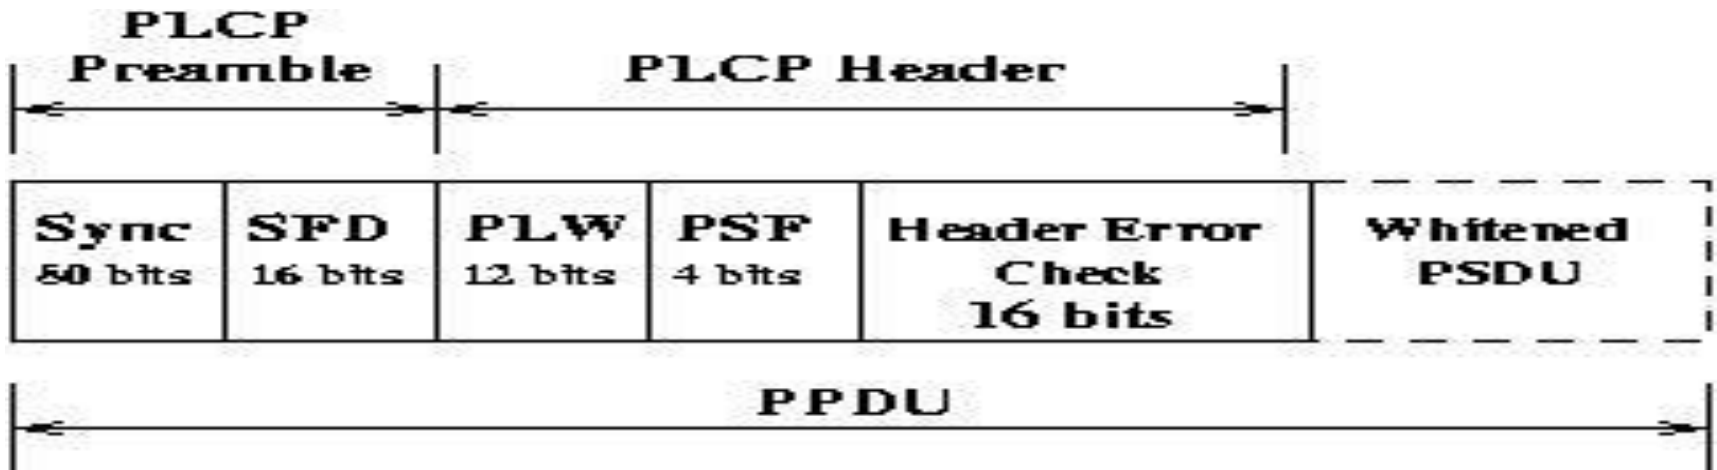 PLCP
Preamble
PLCP Header
Sync
80 bits
SFD
16 bits
PLW
12 bits
PSF
4 bits
Header Error
Check
16 bits
Whitened
PSDU
PPDU